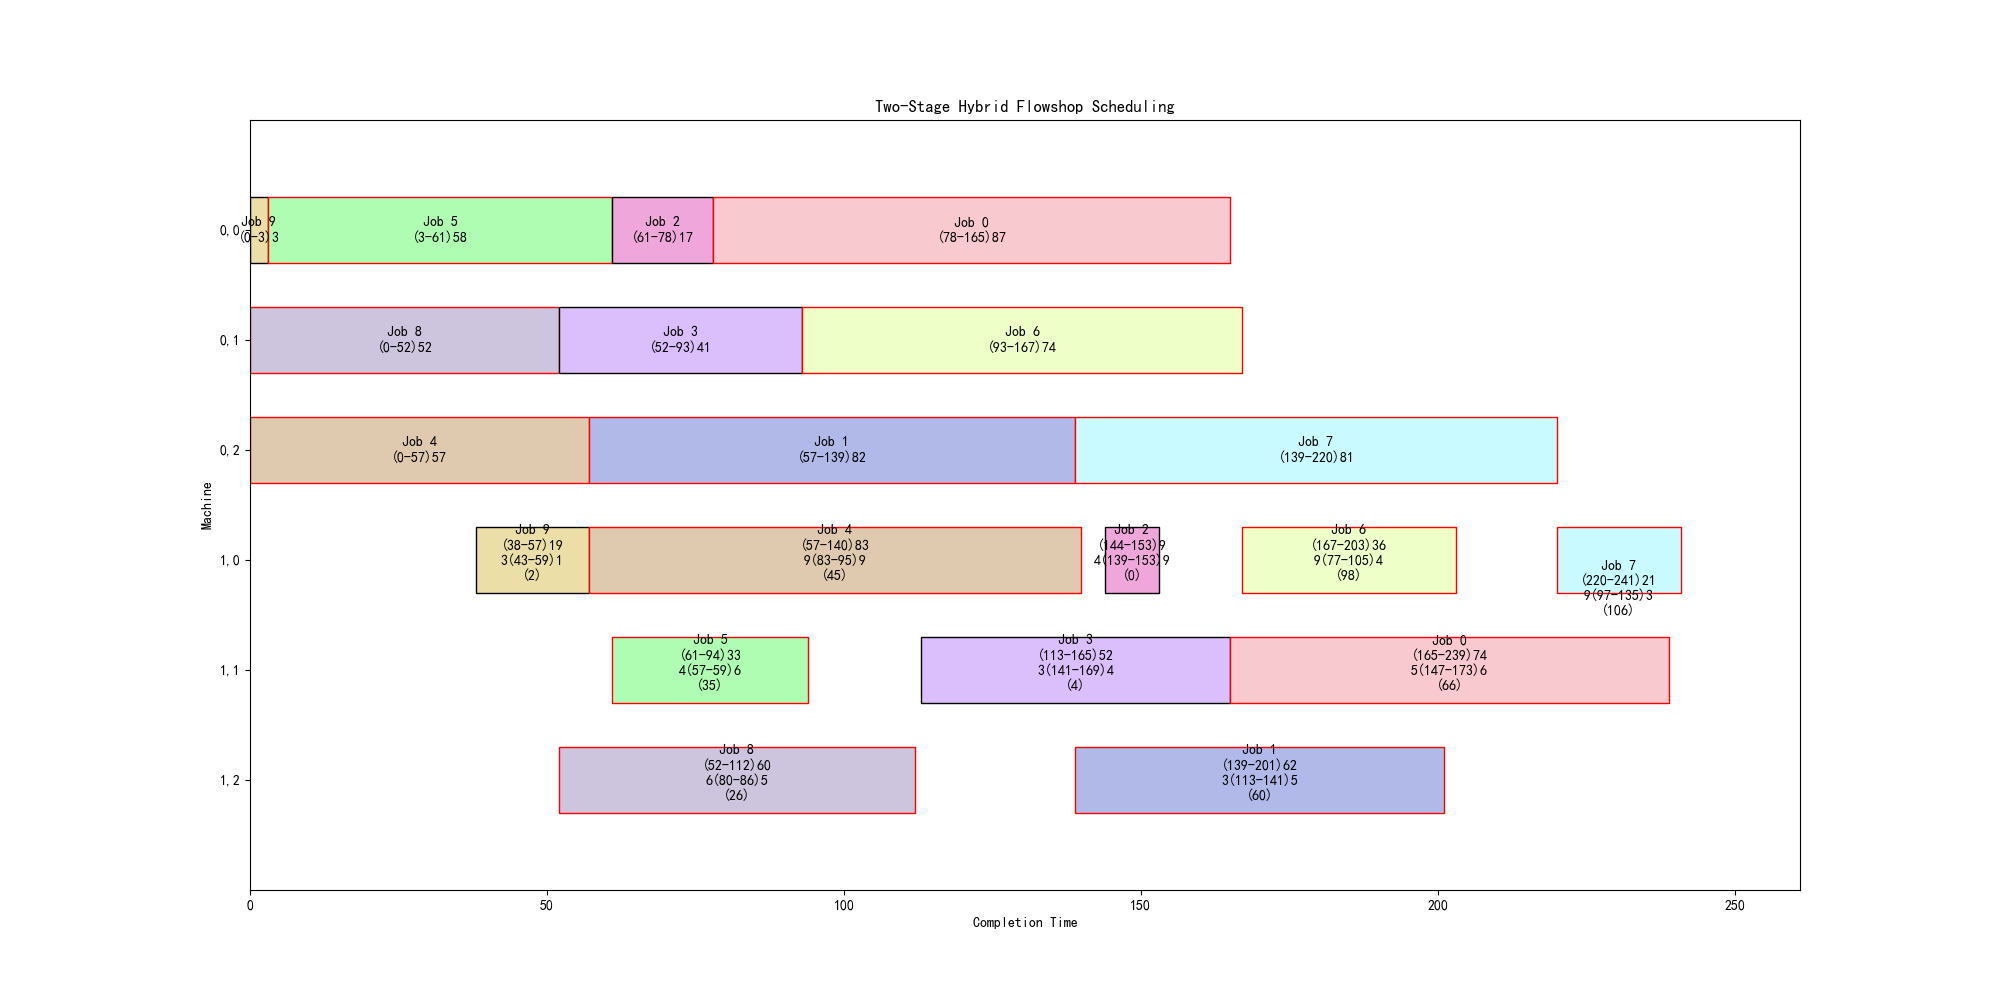 Two-Stage Hybrid Flowshop Scheduling
Machine
0,0
Job 9
(0-3)3
Job 5
(3-61)58
Job 2
(61-78)17
Job 0
(78-165)87
0,1
Job 8
(0-52)52
Job 3
(52-93)41
Job 6
(93-167)74
0,2
Job 4
(0-57)57
Job 1
(57-139)82
Job 7
(139-220)81
1,0
Job 9
(38-57)19
3(43-59)1
(2)
Job 4
(57-140)83
9(83-95)9
(45)
Job 2
(144-153)9
4(139-153)9
(0)
Job 6
(167-203)36
9(77-105)4
(98)
Job 7
(220-241)21
9(97-135)3
(106)
1,1
Job 5
(61-94)33
4(57-59)6
(35)
Job 3
(113-165)52
3(141-169)4
(4)
Job 0
(165-239)74
5(147-173)6
(66)
1,2
Job 8
(52-112)60
6(80-86)5
(26)
Job 1
(139-201)62
3(113-141)5
(60)
0
50
100
150
200
250
Completion Time